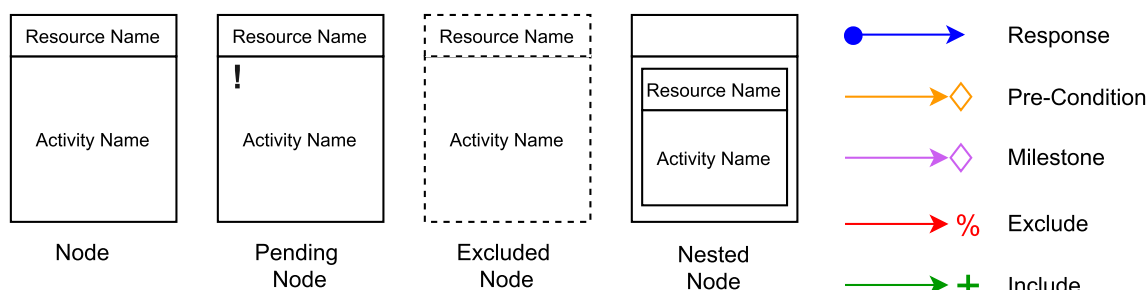 Resource Name
Activity Name
Node
Resource Name
!
Activity Name
Pending
Node
Resource Name
Activity Name
Excluded
Node
Resource Name
Activity Name
Nested
Node
Response
Pre-Condition
Milestone
% Exclude
+ Include